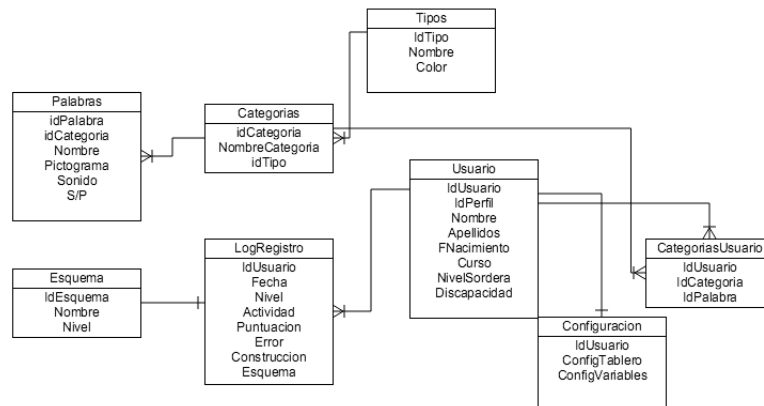 Tipos
IdTipo
Nombre
Color
Palabras
idPalabra
idCategoria
Nombre
Pictograma
Sonido
S/P
Categorias
idCategoria
NombreCategoria
idTipo
Usuario
IdUsuario
IdPerfil
Nombre
Apellidos
FNacimiento
Curso
NivelSordera
Discapacidad
CategoriasUsuario
IdUsuario
IdCategoria
IdPalabra
LogRegistro
IdUsuario
Fecha
Nivel
Actividad
Puntuacion
Error
Construccion
Esquema
Esquema
IdEsquema
Nombre
Nivel
Configuracion
IdUsuario
ConfigTablero
ConfigVariables